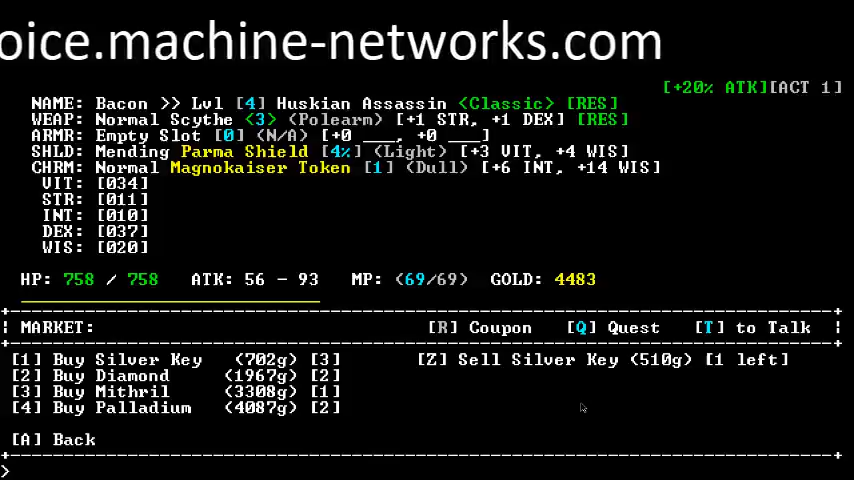 oice.machine-networks.com
[+20% ATK][ACT 1]
NAME: Bacon >> Lvl [4] Huskian Assassin <Classic> [RES]
WEAP: Normal Scythe <3> (Polearm) [+1 STR, +1 DEX] [RES]
ARMR: Empty Slot [0] (N/A) [+0 ___, +0 ___]
SHLD: Mending Parma Shield [4%] (Light) [+3 VIT, +4 WIS]
CHRM: Normal Magnokaiser Token [1] (Dull) [+6 INT, +14 WIS]
VIT: [034]
STR: [011]
INT: [010]
DEX: [037]
WIS: [020]
HP: 758 / 758 ATK: 56 - 93 MP: (69/69) GOLD: 4483
MARKET: [R] Coupon [Q] Quest [T] to Talk
[1] Buy Silver Key (702g) [3] [Z] Sell Silver Key (510g) [1 left]
[2] Buy Diamond (1967g) [2]
[3] Buy Mithril (3308g) [1]
[4] Buy Palladium (4087g) [2]
[A] Back
>